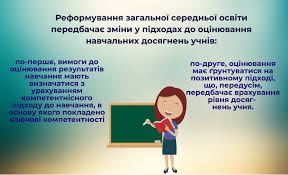 Реформування загальної середньої освіти
передбачає зміни у підходах до оцінювання
навчальних досягнень учнів:
по-перше, вимоги до
оцінювання результатів
навчання мають
визначатися з
урахуванням
компетентнісного
підходу до навчання, в
основу якого покладено
ключові компетентності
по-друге, оцінювання
має ґрунтуватися на
позитивному підході,
що, передусім,
передбачає врахування
рівня досяг-
нень учня.